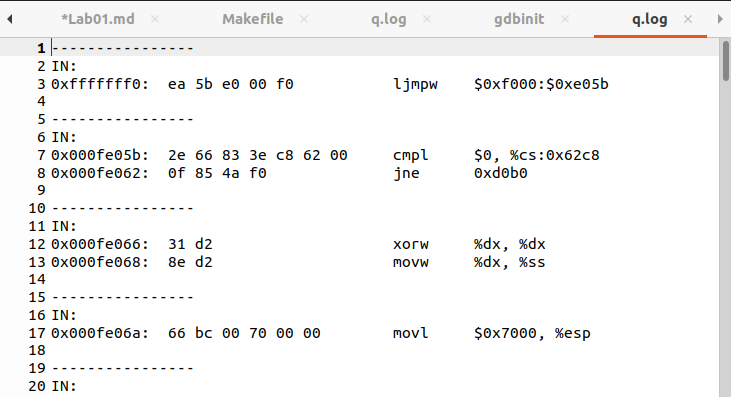 *Lab01.md × Makefile × q.log × gdbinit × q.log ×
1 ----------------
2 IN:
3 0xfffffff0:  ea 5b e0 00 f0           ljmpw    $0xf000:$0xe05b
4
5 ----------------
6 IN:
7 0x000fe05b:  2e 66 83 3e c8 62 00     cmpl     $0, %cs:0x62c8
8 0x000fe062:  0f 85 4a f0              jne      0xd0b0
9
10 ----------------
11 IN:
12 0x000fe066:  31 d2                    xorw     %dx, %dx
13 0x000fe068:  8e d2                    movw     %dx, %ss
14
15 ----------------
16 IN:
17 0x000fe06a:  66 bc 00 70 00 00        movl     $0x7000, %esp
18
19 ----------------
20 IN: